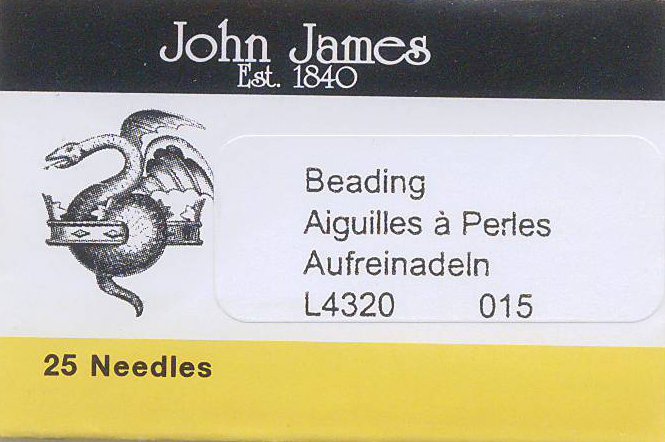 John James
Est. 1840
Beading
Aiguilles à Perles
Aufreinadeln
L4320 015
25 Needles